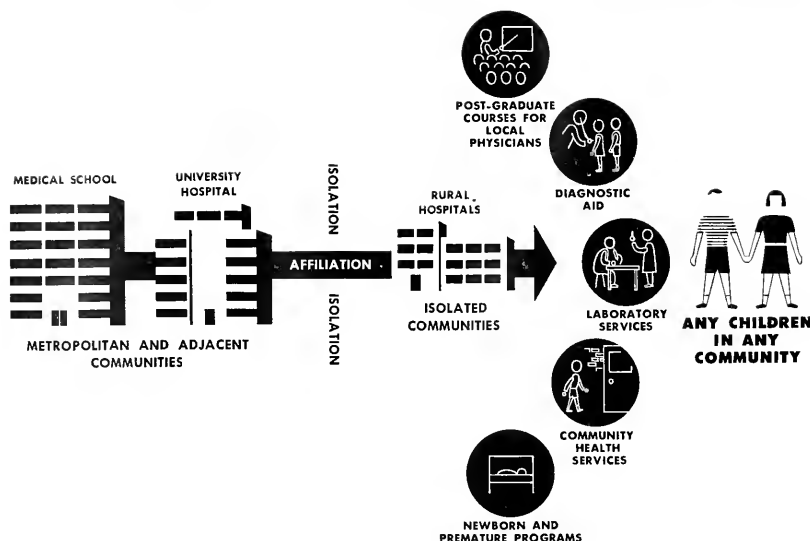 MEDICAL SCHOOL
UNIVERSITY
HOSPITAL
METROPOLITAN AND ADJACENT
COMMUNITIES
ISOLATION
AFFILIATION
ISOLATION
RURAL
HOSPITALS
ISOLATED
COMMUNITIES
POST-GRADUATE
COURSES FOR
LOCAL
PHYSICIANS
DIAGNOSTIC
AID
LABORATORY
SERVICES
COMMUNITY
HEALTH
SERVICES
NEWBORN AND
PREMATURE PROGRAMS
ANY CHILDREN
IN ANY
COMMUNITY